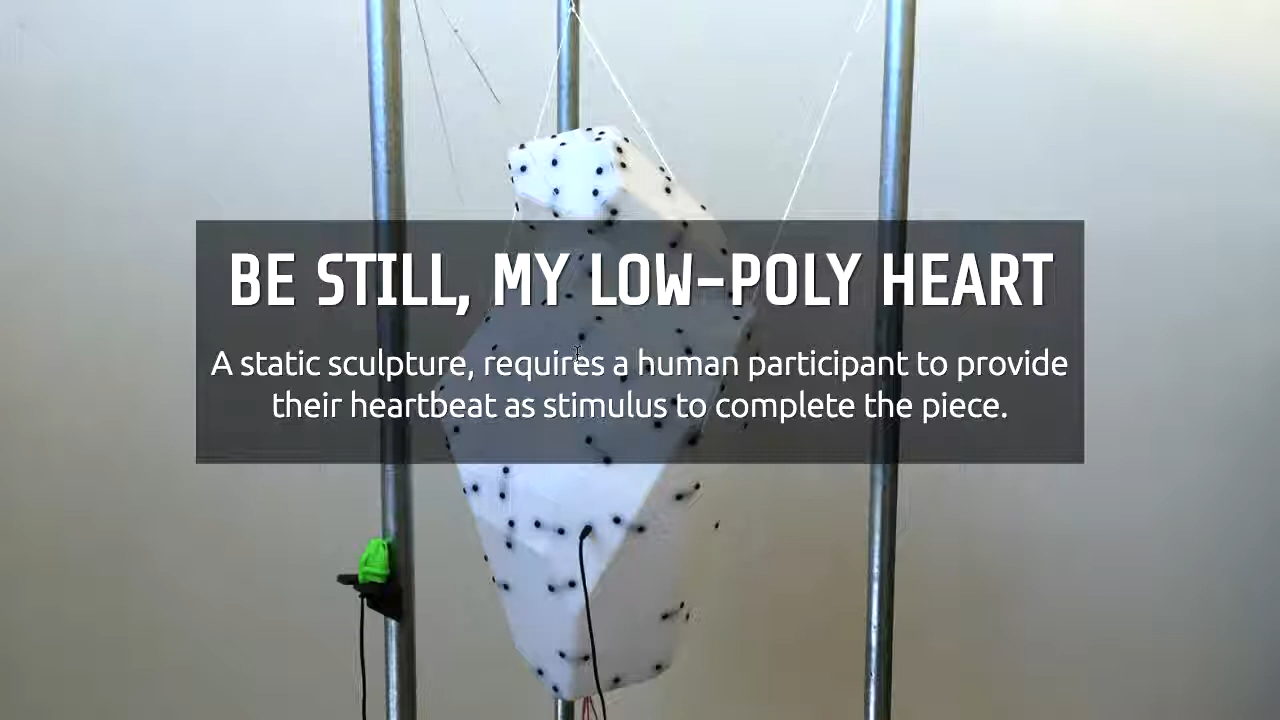 BE STILL, MY LOW-POLY HEART
A static sculpture, requires a human participant to provide
their heartbeat as stimulus to complete the piece.